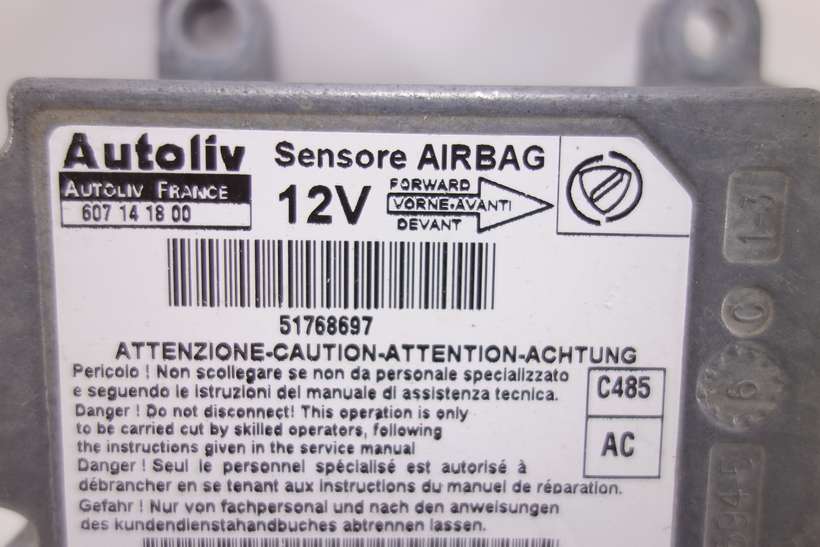 Autoliv
Sensore AIRBAG
AUTOLIV FRANCE
607 14 18 00
12V
FORWARD
VORNE-AVANTI
DEVANT
51768697
ATTENZIONE-CAUTION-ATTENTION-ACHTUNG
Pericolo ! Non scollegare se non da personale specializzato
e seguendo le istruzioni del manuale di assistenza tecnica.
Danger ! Do not disconnect! This operation is only
to be carried cut by skilled operators, following
the instructions given in the service manual
Danger ! Seul le personnel spécialisé est autorisé à
débrancher en se tenant aux instructions du manuel de réparation.
Gefahr ! Nur von fachpersonal und nach den anweisungen
des kundendienstahandbuches abtrennen lassen.
C485
AC
1-3
C
6